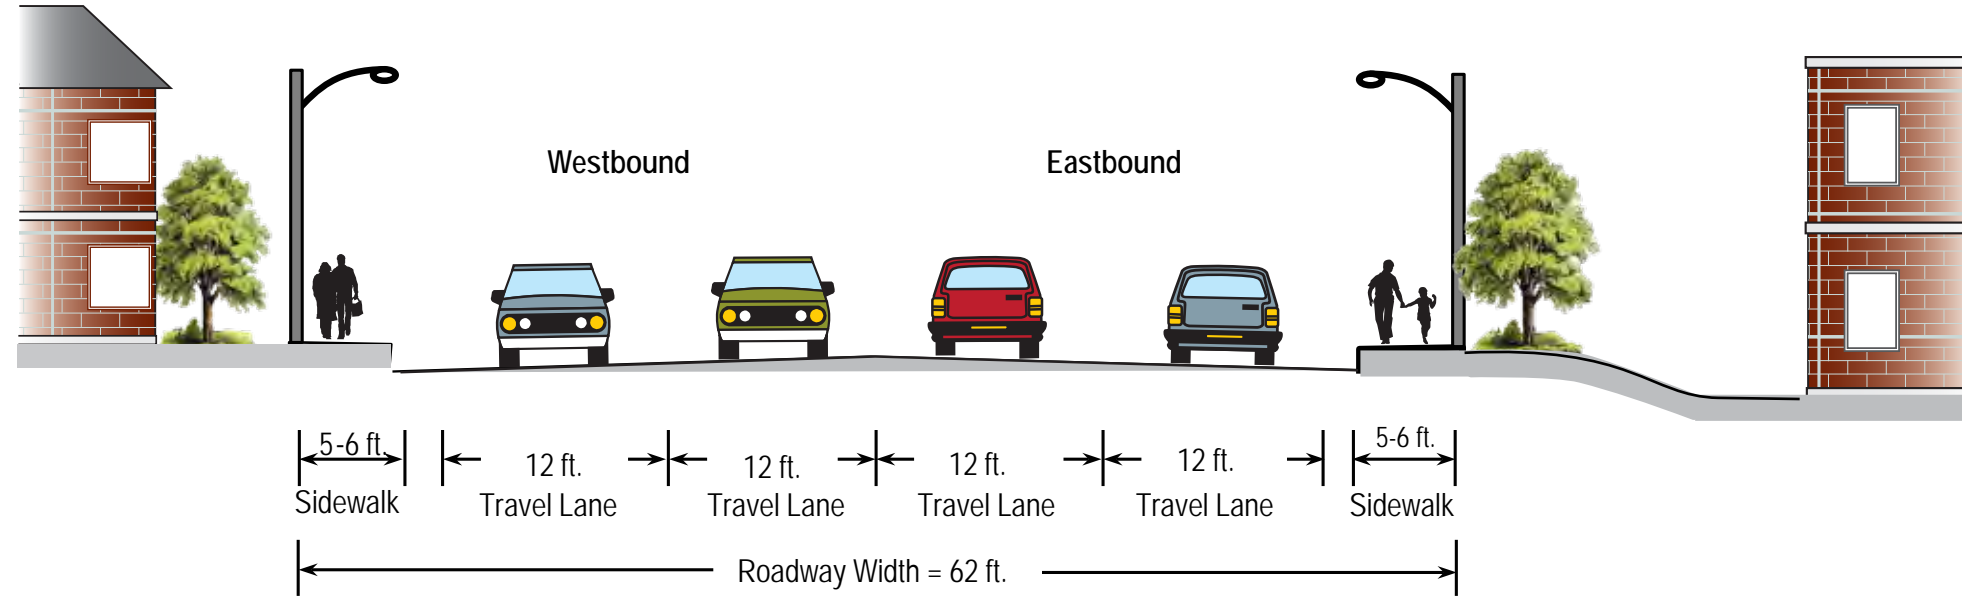 Westbound
Eastbound
5-6 ft.
12 ft.
12 ft.
12 ft.
12 ft.
5-6 ft.
Sidewalk
Travel Lane
Travel Lane
Travel Lane
Travel Lane
Sidewalk
Roadway Width = 62 ft.